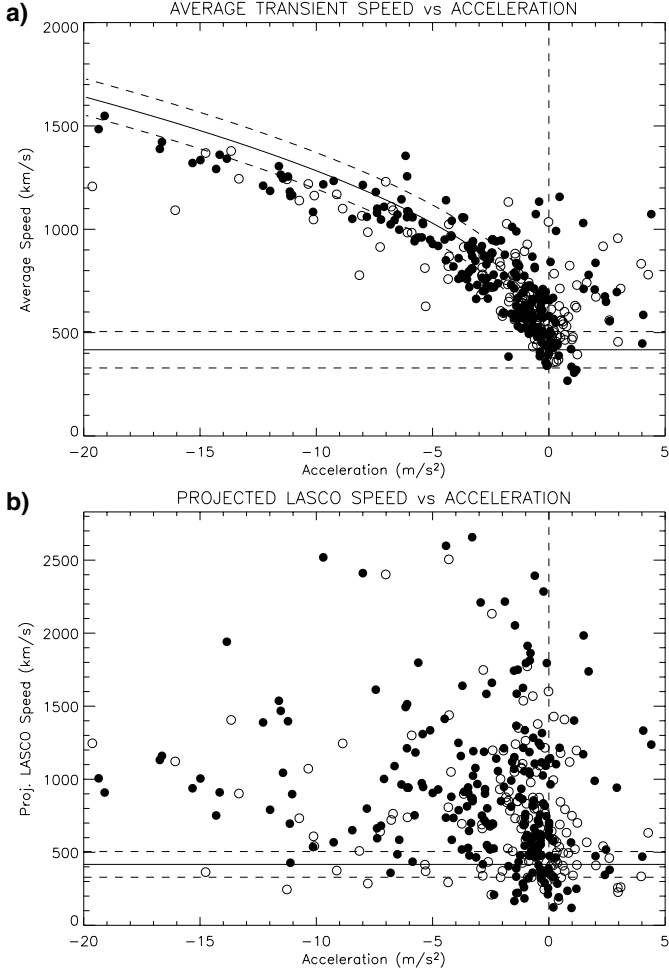 a)
AVERAGE TRANSIENT SPEED vs ACCELERATION
2000
1500
1000
500
0
Average Speed (km/s)
−20 −15 −10 −5 0 5
Acceleration (m/s²)
b)
PROJECTED LASCO SPEED vs ACCELERATION
2500
2000
1500
1000
500
0
Proj. LASCO Speed (km/s)
−20 −15 −10 −5 0 5
Acceleration (m/s²)